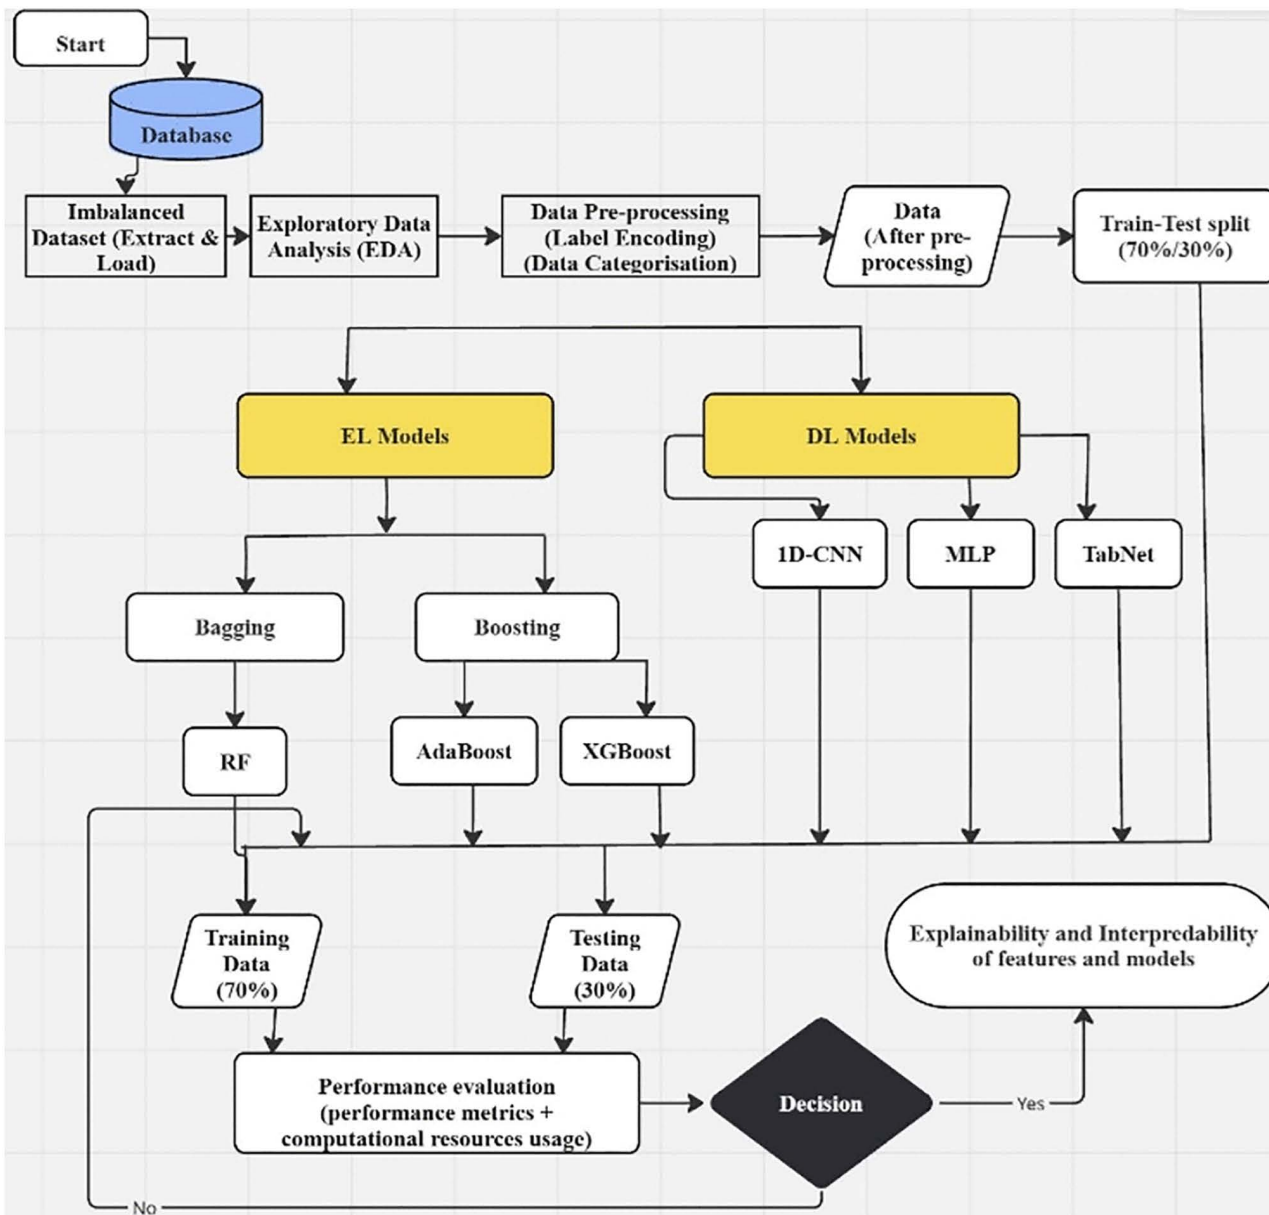 Start
Database
Imbalanced
Dataset (Extract &
Load)
Exploratory Data
Analysis (EDA)
Data Pre-processing
(Label Encoding)
(Data Categorisation)
Data
(After pre-
processing)
Train-Test split
(70%/30%)
EL Models
DL Models
1D-CNN
MLP
TabNet
Bagging
Boosting
RF
AdaBoost
XGBoost
Training
Data
(70%)
Testing
Data
(30%)
Explainability and Interpredability
of features and models
Performance evaluation
(performance metrics +
computational resources usage)
Decision
Yes
No